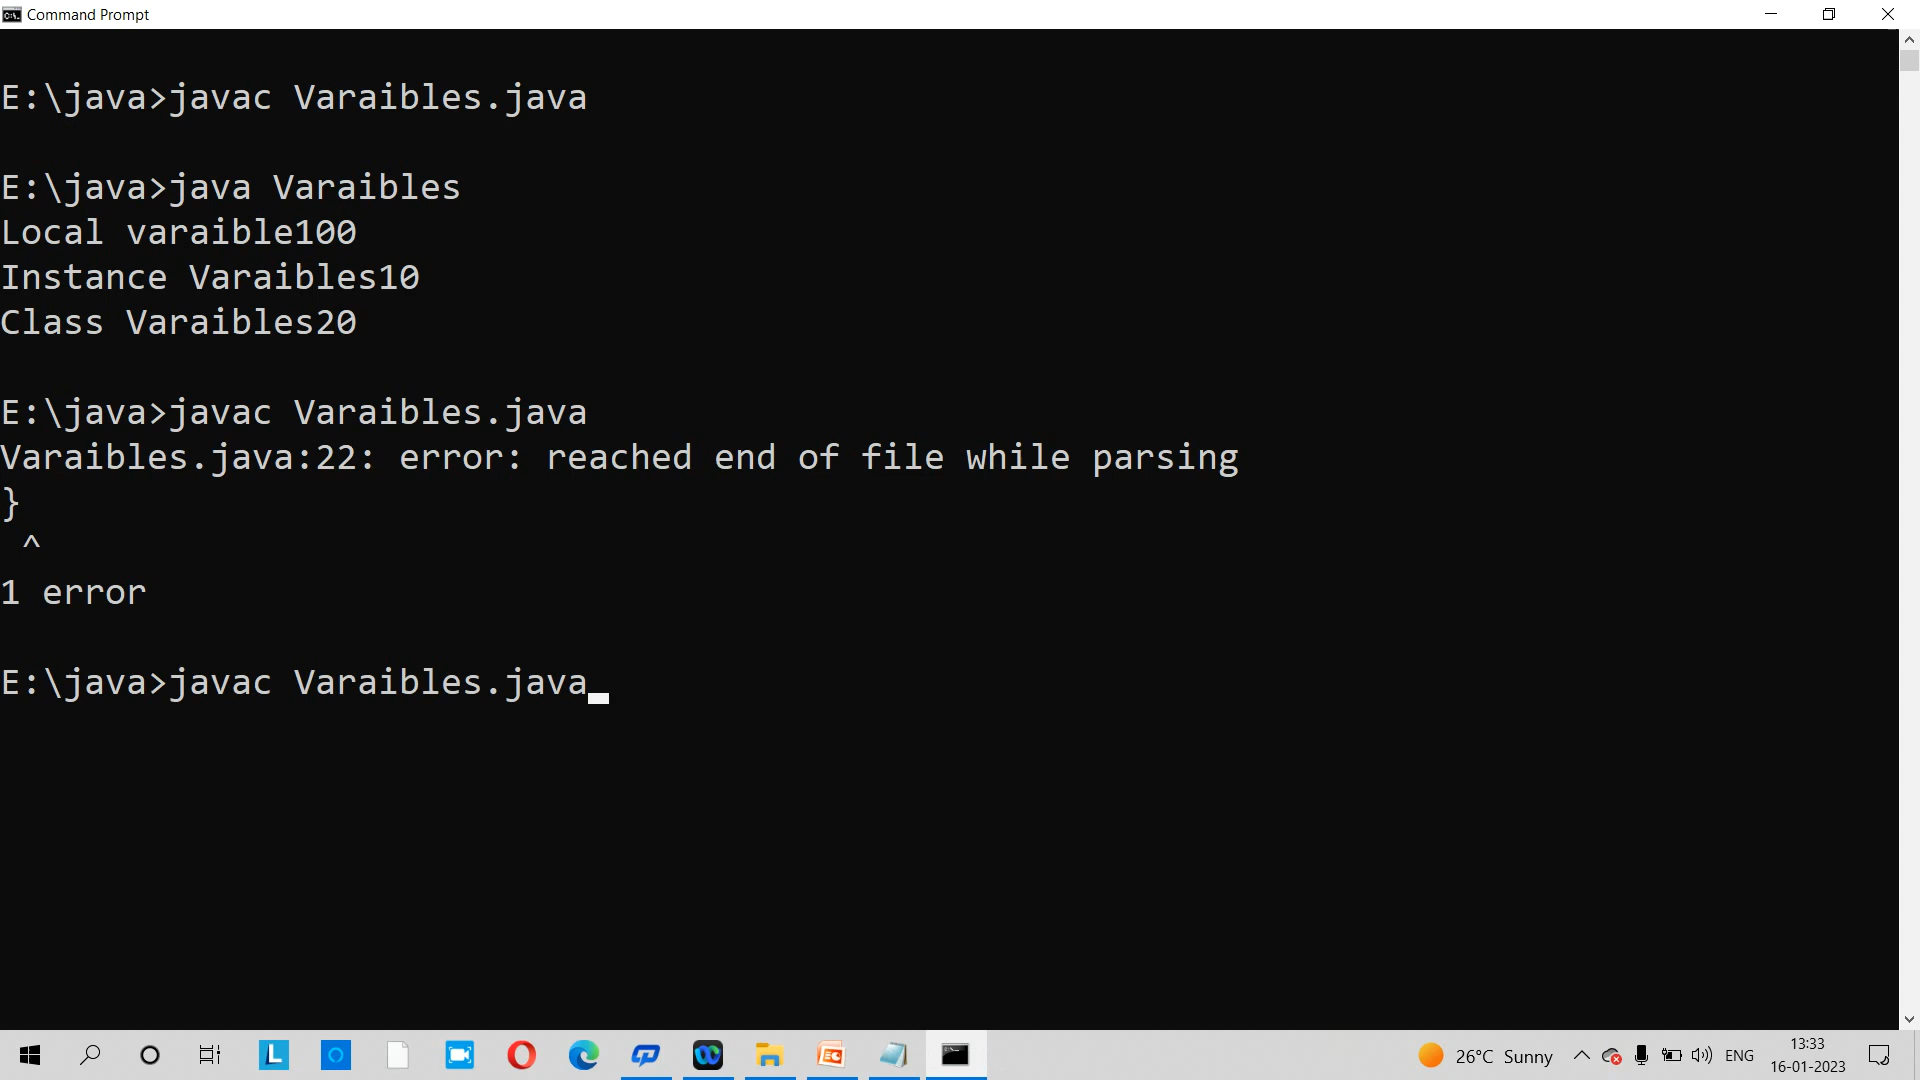 Command Prompt
E:\java>javac Varaibles.java
E:\java>java Varaibles
Local varaible100
Instance Varaibles10
Class Varaibles20
E:\java>javac Varaibles.java
Varaibles.java:22: error: reached end of file while parsing
}
^
1 error
E:\java>javac Varaibles.java
26°C Sunny
ENG
13:33
16-01-2023